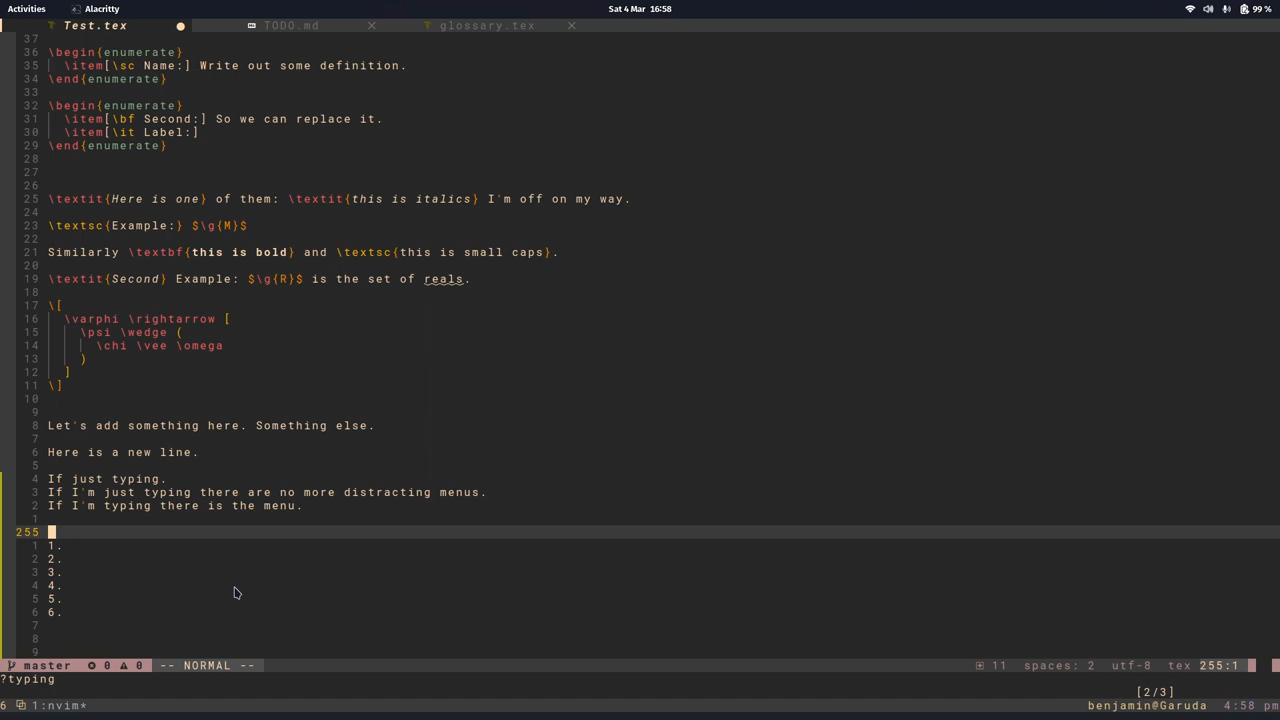 Activities Alacritty Sat 4 Mar 16:58 99 %
Test.tex TODO.md glossary.tex
37
36 \begin{enumerate}
35 \item[\sc Name:] Write out some definition.
34 \end{enumerate}
33
32 \begin{enumerate}
31 \item[\bf Second:] So we can replace it.
30 \item[\it Label:]
29 \end{enumerate}
28
27
26
25 \textit{Here is one} of them: \textit{this is italics} I'm off on my way.
24
23 \textsc{Example:} $\g{M}$
22
21 Similarly \textbf{this is bold} and \textsc{this is small caps}.
20
19 \textit{Second} Example: $\g{R}$ is the set of reals.
18
17 \[
16 \varphi \rightarrow [
15 \psi \wedge (
14 \chi \vee \omega
13 )
12 ]
11 \]
10
9
8 Let's add something here. Something else.
7
6 Here is a new line.
5
4 If just typing.
3 If I'm just typing there are no more distracting menus.
2 If I'm typing there is the menu.
1
255
1 1.
2 2.
3 3.
4 4.
5 5.
6 6.
7
8
9
master 0 0 -- NORMAL -- 11 spaces: 2 utf-8 tex 255:1
?typing
[2/3]
6 1:nvim* benjamin@Garuda 4:58 pm